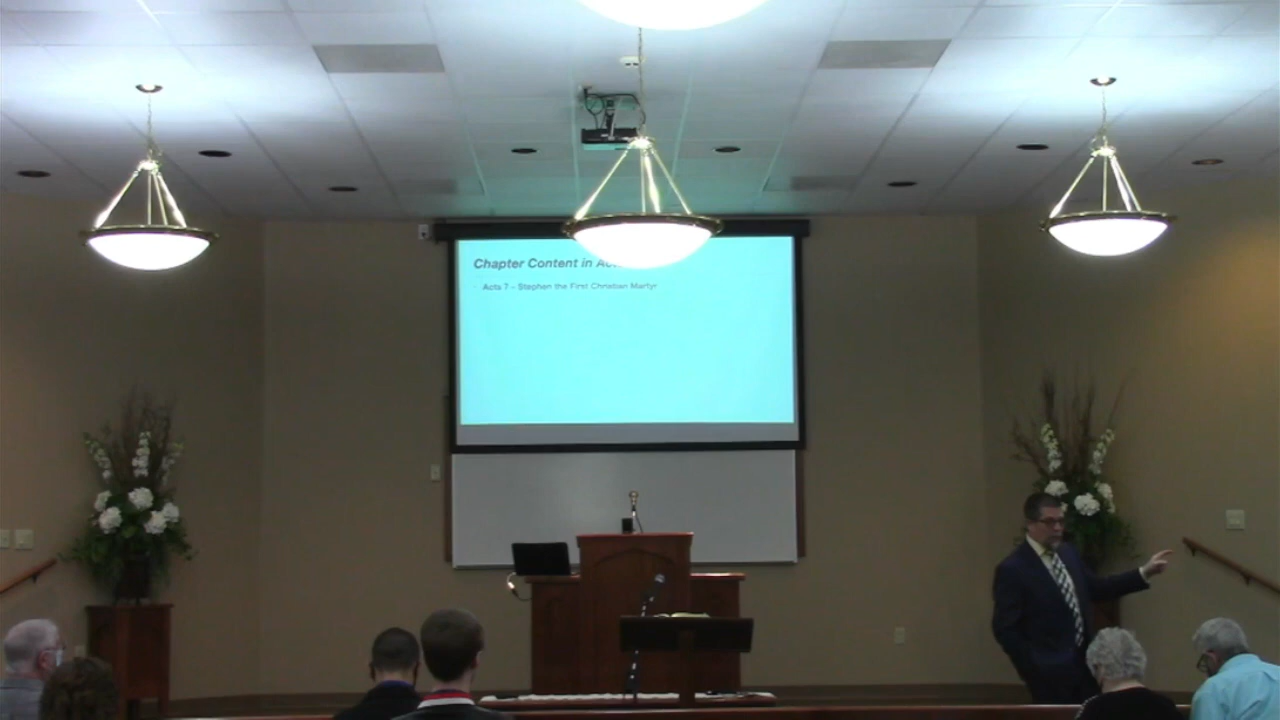 Chapter Content in
Acts 7 – Stephen the First Christian Martyr